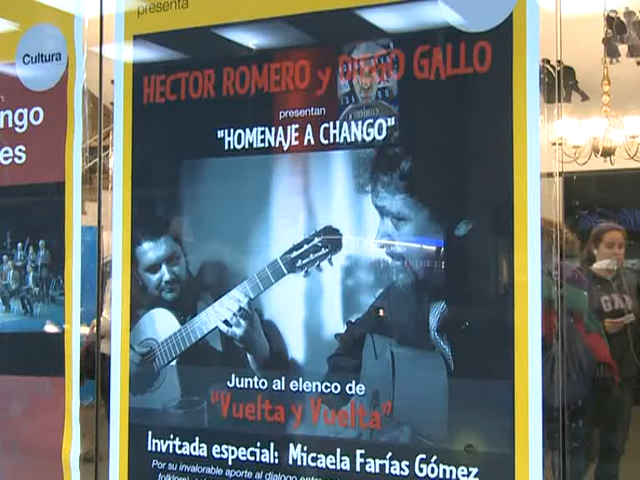 presenta
Cultura
HECTOR ROMERO y GALLO
presentan
"HOMENAJE A CHANGO"
ngo
es
Junto al elenco de
"Vuelta y Vuelta"
Invitada especial: Micaela Farías Gómez
Por su invalorable aporte al dialogo
GAP